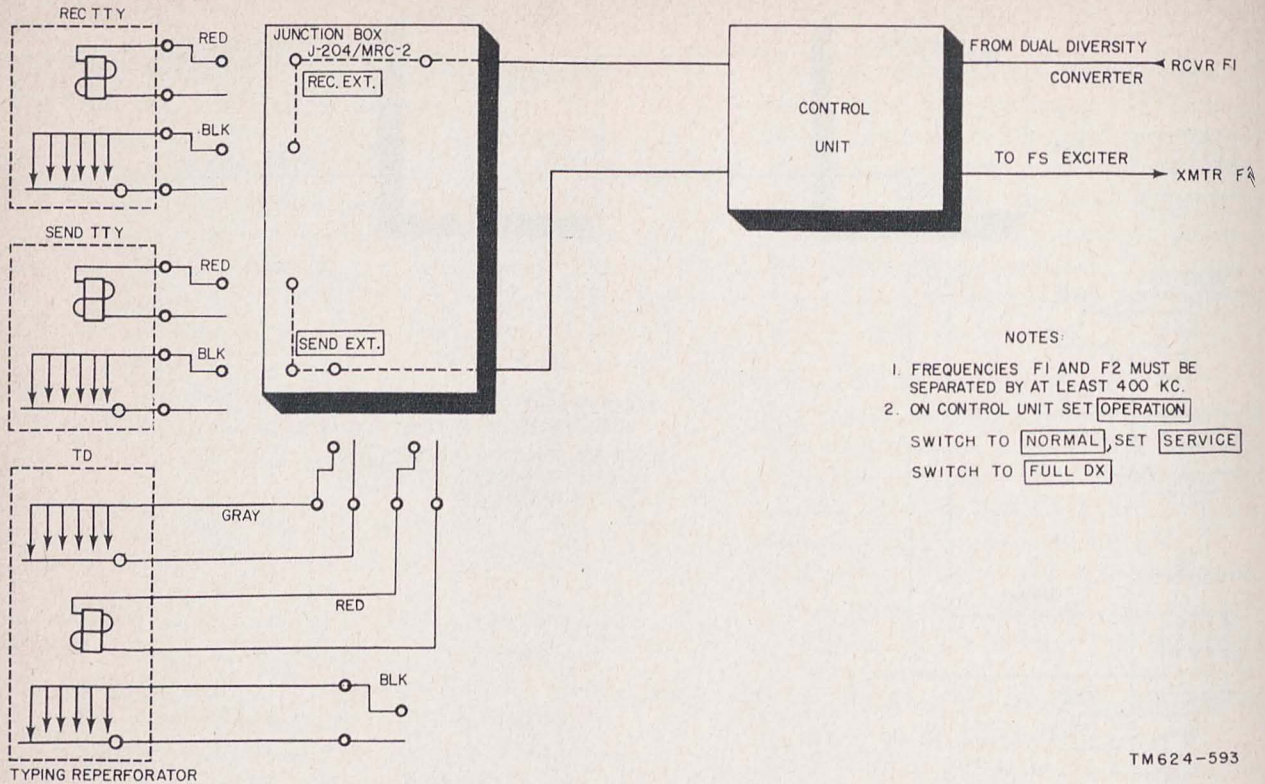 REC TTY
RED
BLK
JUNCTION BOX
J-204/MRC-2
REC. EXT.
SEND EXT.
CONTROL
UNIT
FROM DUAL DIVERSITY
CONVERTER
RCVR F1
TO FS EXCITER
XMTR F2
SEND TTY
RED
BLK
NOTES:
1. FREQUENCIES F1 AND F2 MUST BE
SEPARATED BY AT LEAST 400 KC.
2. ON CONTROL UNIT SET OPERATION
SWITCH TO NORMAL, SET SERVICE
SWITCH TO FULL DX
TD
GRAY
RED
BLK
TYPING REPERFORATOR
TM624-593